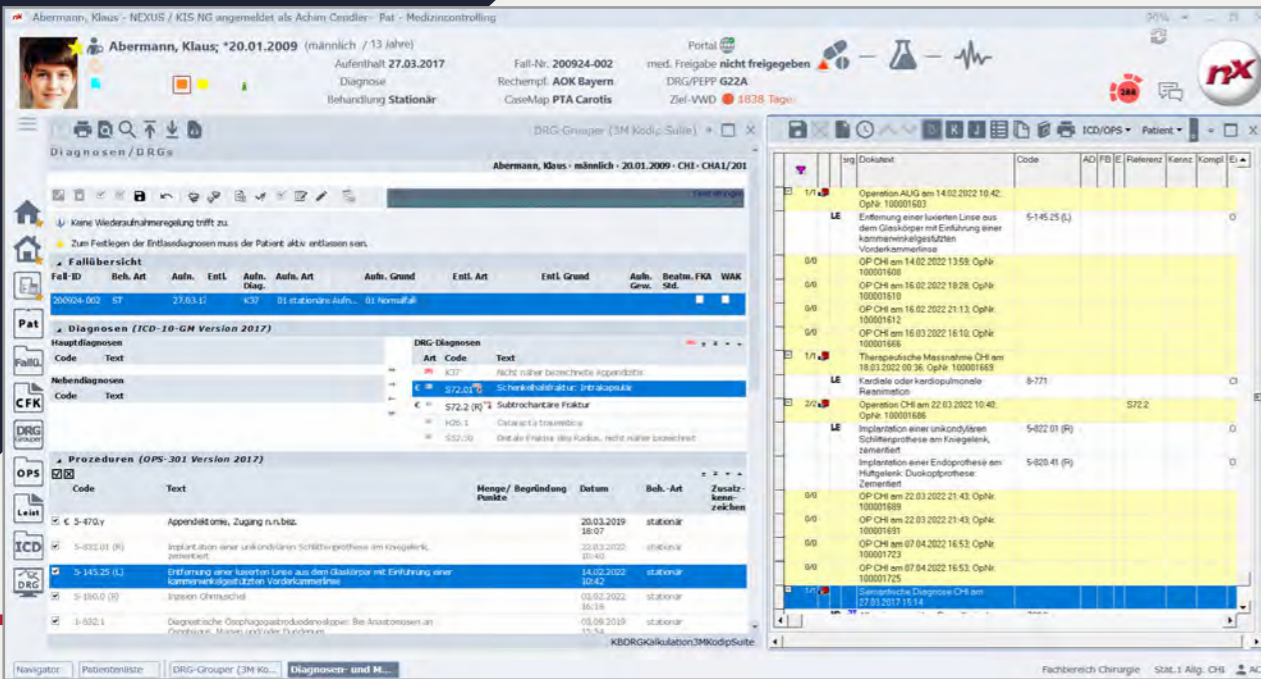 Abermann, Klaus - NEXUS / KIS NG angemeldet als Achim Cendler - Pat - Medizincontrolling
90%
Abermann, Klaus; *20.01.2009 (männlich / 13 Jahre)
Portal
Aufenthalt 27.03.2017 Fall-Nr. 200924-002 med. Freigabe nicht freigegeben
Diagnose Rechempf. AOK Bayern DRG/PEPP G22A
Behandlung Stationär CaseMap PTA Carotis Ziel-VWD 1838 Tage
288
nX
DRG-Grouper (3M Kodip Suite)
Diagnosen/DRGs
Abermann, Klaus - männlich - 20.01.2009 - CHI - CHA1/201
Keine Wiederaufnahmeregelung trifft zu.
Zum Festlegen der Entlassdiagnosen muss der Patient aktiv entlassen sein.
Fallübersicht
Fall-ID Beh. Art Aufn. Entl. Aufn. Diag. Aufn. Art Aufn. Grund Entl. Art Entl. Grund Aufn. Gew. Beatm. Std. FKA WAK
200924-002 ST 27.03.17 K37 01 stationäre Aufn... 01 Normalfall
Diagnosen (ICD-10-GM Version 2017)
Hauptdiagnosen
Code Text
Nebendiagnosen
Code Text
DRG-Diagnosen
Art Code Text
K37 Nicht näher bezeichnete Appendizitis
€ S72.01 Schenkelhalsfraktur: Intrakapsulär
€ S72.2 (R) Subtrochantäre Fraktur
H26.1 Cataracta traumatica
S52.50 Distale Fraktur des Radius, nicht näher bezeichnet
Prozeduren (OPS-301 Version 2017)
Code Text Menge/ Punkte Begründung Datum Beh.-Art Zusatz-kenn-zeichen
€ 5-470.y Appendektomie, Zugang n.n.bez. 20.03.2019 18:07 stationär
5-822.01 (R) Implantation einer unikondylären Schlittenprothese am Kniegelenk, zementiert 22.03.2022 10:40 stationär
5-145.25 (L) Entfernung einer luxierten Linse aus dem Glaskörper mit Einführung einer kammerwinkelgestützten Vorderkammerlinse 14.02.2022 10:42 stationär
5-180.0 (R) Inzision Ohrmuschel 03.02.2022 16:16 stationär
1-632.1 Diagnostische Ösophagogastroduodenoskopie: Bei Anastomosen an Ösophagus, Magen und/oder Duodenum 03.09.2019 15:54 stationär
KBDRGKalkulation3MKodipSuite
Pat
Fallü.
CFK
DRG Grouper
OPS
Leist
ICD
DRG
D K J ICD/OPS Patient
srg Dokutext Code AD FB E. Referenz Kennz Kompl
1/1 Operation AUG am 14.02.2022 10:42; OpNr. 100001603
LE Entfernung einer luxierten Linse aus dem Glaskörper mit Einführung einer kammerwinkelgestützten Vorderkammerlinse 5-145.25 (L)
0/0 OP CHI am 14.02.2022 13:59; OpNr. 100001608
0/0 OP CHI am 16.02.2022 18:28; OpNr. 100001610
0/0 OP CHI am 16.02.2022 21:13; OpNr. 100001612
0/0 OP CHI am 16.03.2022 16:10; OpNr. 100001666
1/1 Therapeutische Massnahme CHI am 18.03.2022 00:36; OpNr. 100001669
LE Kardiale oder kardiopulmonale Reanimation 8-771
2/2 Operation CHI am 22.03.2022 10:40; OpNr. 100001686 S72.2
LE Implantation einer unikondylären Schlittenprothese am Kniegelenk, zementiert 5-822.01 (R)
Implantation einer Endoprothese am Hüftgelenk: Duokopfprothese: Zementiert 5-820.41 (R)
0/0 OP CHI am 22.03.2022 21:43; OpNr. 100001689
0/0 OP CHI am 22.03.2022 21:43; OpNr. 100001691
0/0 OP CHI am 07.04.2022 16:53; OpNr. 100001723
0/0 OP CHI am 07.04.2022 16:53; OpNr. 100001725
1/1 Semantische Diagnose CHI am 27.03.2017 15:14
Navigator Patientenliste DRG-Grouper (3M Ko... Diagnosen- und M...
Fachbereich Chirurgie Stat.1 Allg. CHI AC